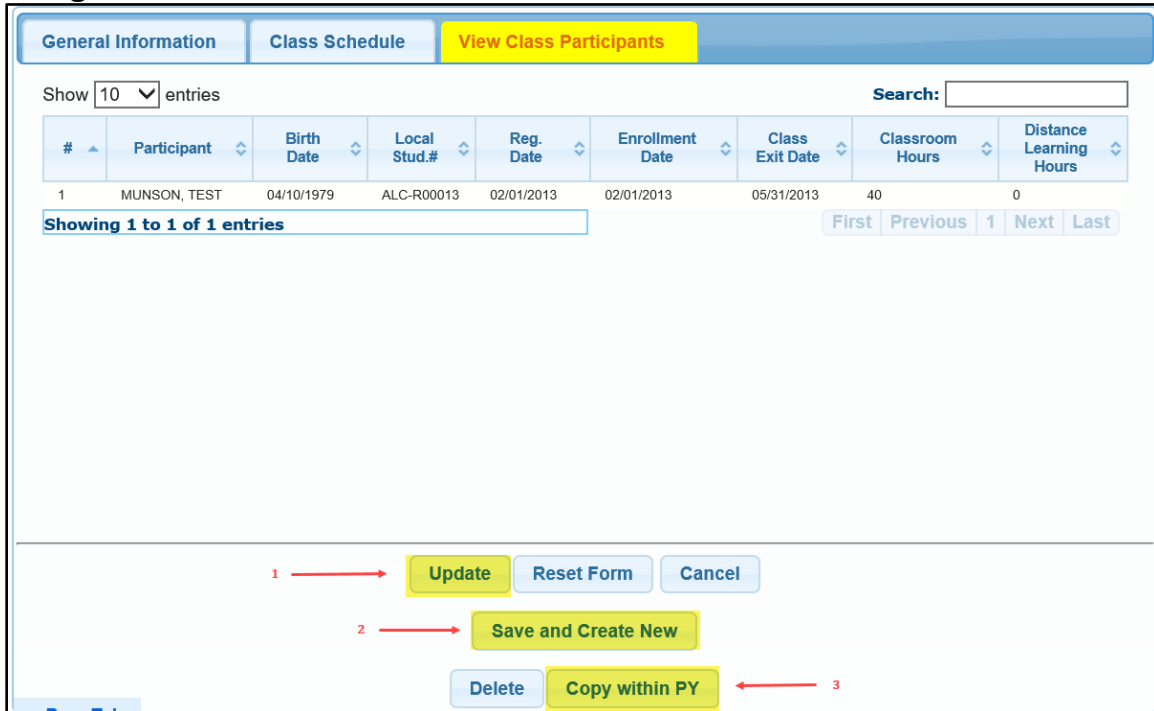 General Information Class Schedule View Class Participants
Show 10 entries Search:
# Participant Birth Date Local Stud.# Reg. Date Enrollment Date Class Exit Date Classroom Hours Distance Learning Hours
1 MUNSON, TEST 04/10/1979 ALC-R00013 02/01/2013 02/01/2013 05/31/2013 40 0
Showing 1 to 1 of 1 entries First Previous 1 Next Last
1 Update Reset Form Cancel
2 Save and Create New
Delete Copy within PY 3